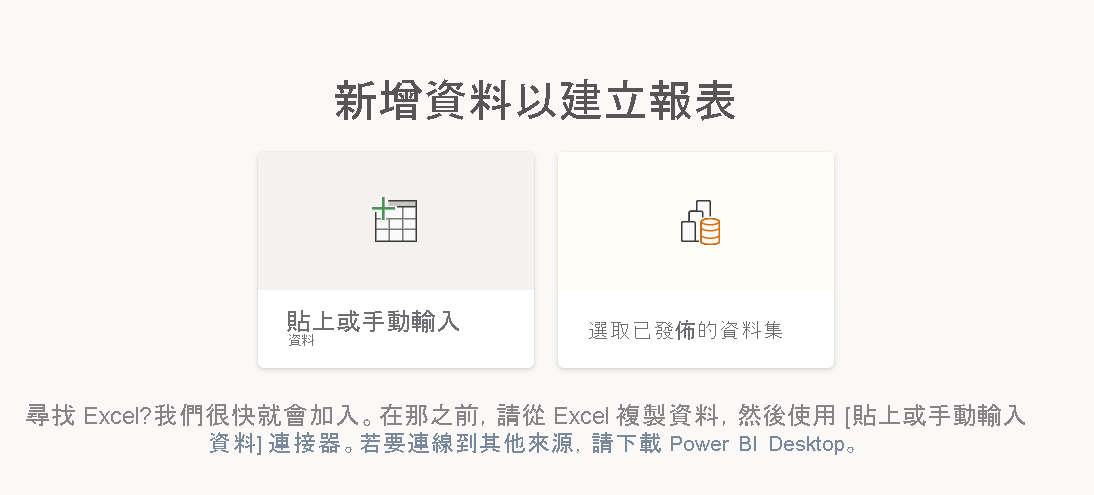 新增資料以建立報表
貼上或手動輸入
資料
選取已發佈的資料集
尋找 Excel?我們很快就會加入。在那之前, 請從 Excel 複製資料, 然後使用 [貼上或手動輸入
資料] 連接器。若要連線到其他來源, 請下載 Power BI Desktop。